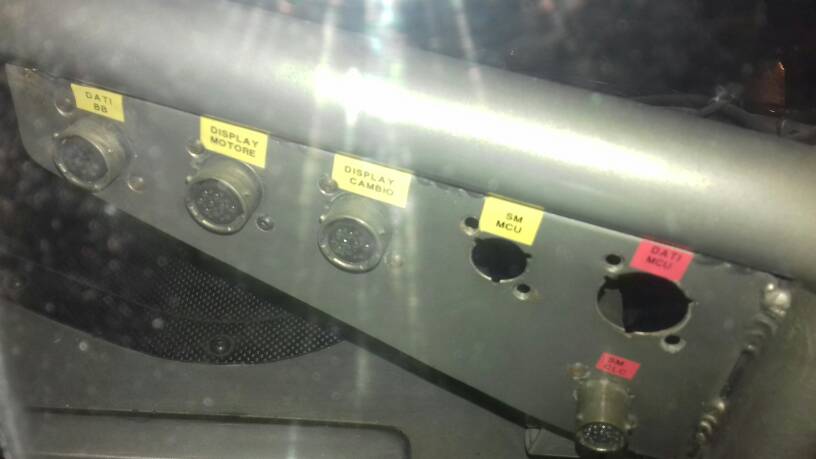 DATI
BB
DISPLAY
MOTORE
DISPLAY
CAMBIO
SM
MCU
DATI
MCU
SM